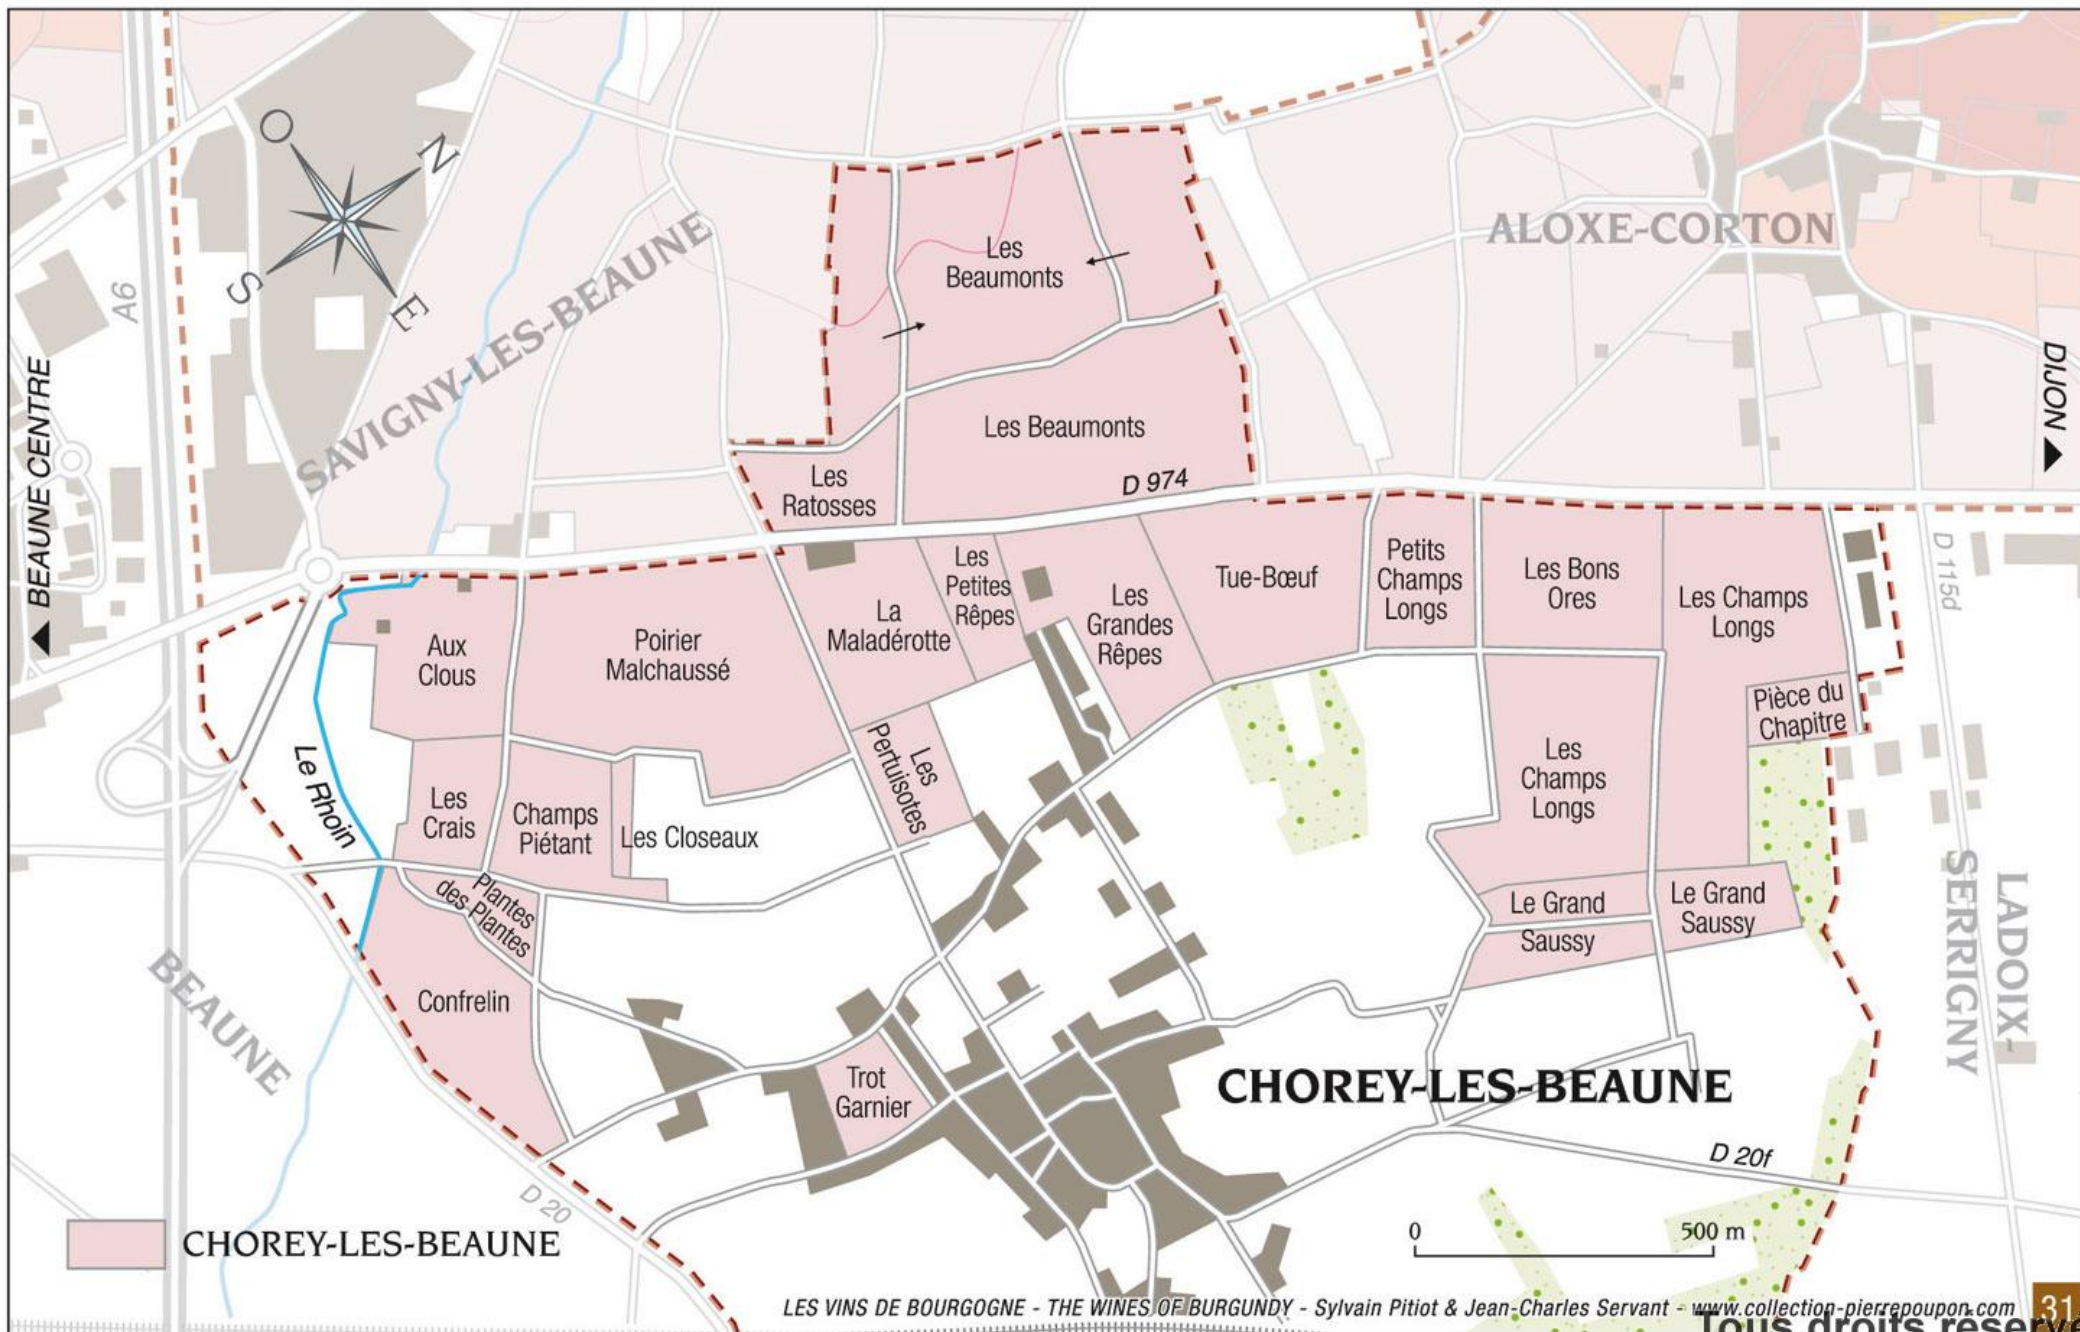 O
N
S
E
A6
SAVIGNY-LES-BEAUNE
ALOXE-CORTON
BEAUNE CENTRE
DIJON
Les
Beaumonts
Les Beaumonts
Les
Ratosses
D 974
D 115d
Aux
Clous
Poirier
Malchaussé
La
Maladérotte
Les
Petites
Rêpes
Les
Grandes
Rêpes
Tue-Bœuf
Petits
Champs
Longs
Les Bons
Ores
Les Champs
Longs
Pièce du
Chapitre
Le Rhoin
Les
Crais
Champs
Piétant
Les Closeaux
Les
Pertuisotes
Les
Champs
Longs
Plantes
des Plantes
Le Grand
Saussy
Le Grand
Saussy
LADOIX-
SERRIGNY
BEAUNE
Confrelin
Trot
Garnier
CHOREY-LES-BEAUNE
D 20f
D 20
CHOREY-LES-BEAUNE
0 500 m
LES VINS DE BOURGOGNE - THE WINES OF BURGUNDY - Sylvain Pitiot & Jean-Charles Servant - www.collection-pierrepoupon.com
31
Tous droits réservé